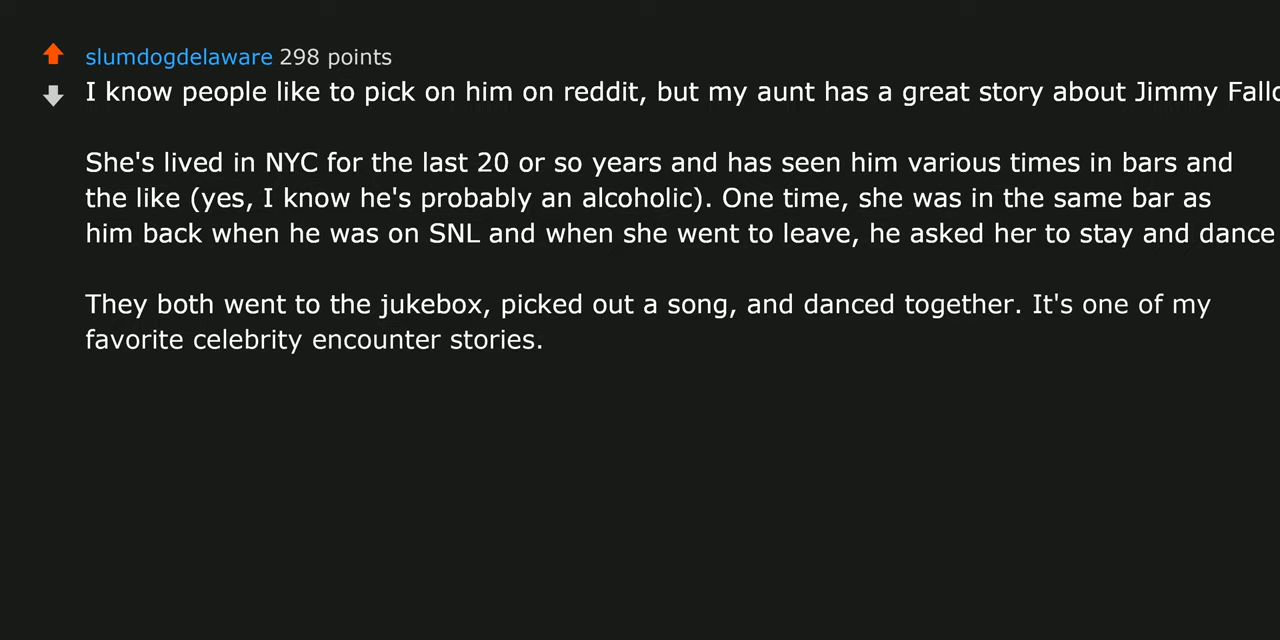 slumdogdelaware 298 points
I know people like to pick on him on reddit, but my aunt has a great story about Jimmy
She's lived in NYC for the last 20 or so years and has seen him various times in bars and
the like (yes, I know he's probably an alcoholic). One time, she was in the same bar as
him back when he was on SNL and when she went to leave, he asked her to stay and dance
They both went to the jukebox, picked out a song, and danced together. It's one of my
favorite celebrity encounter stories.